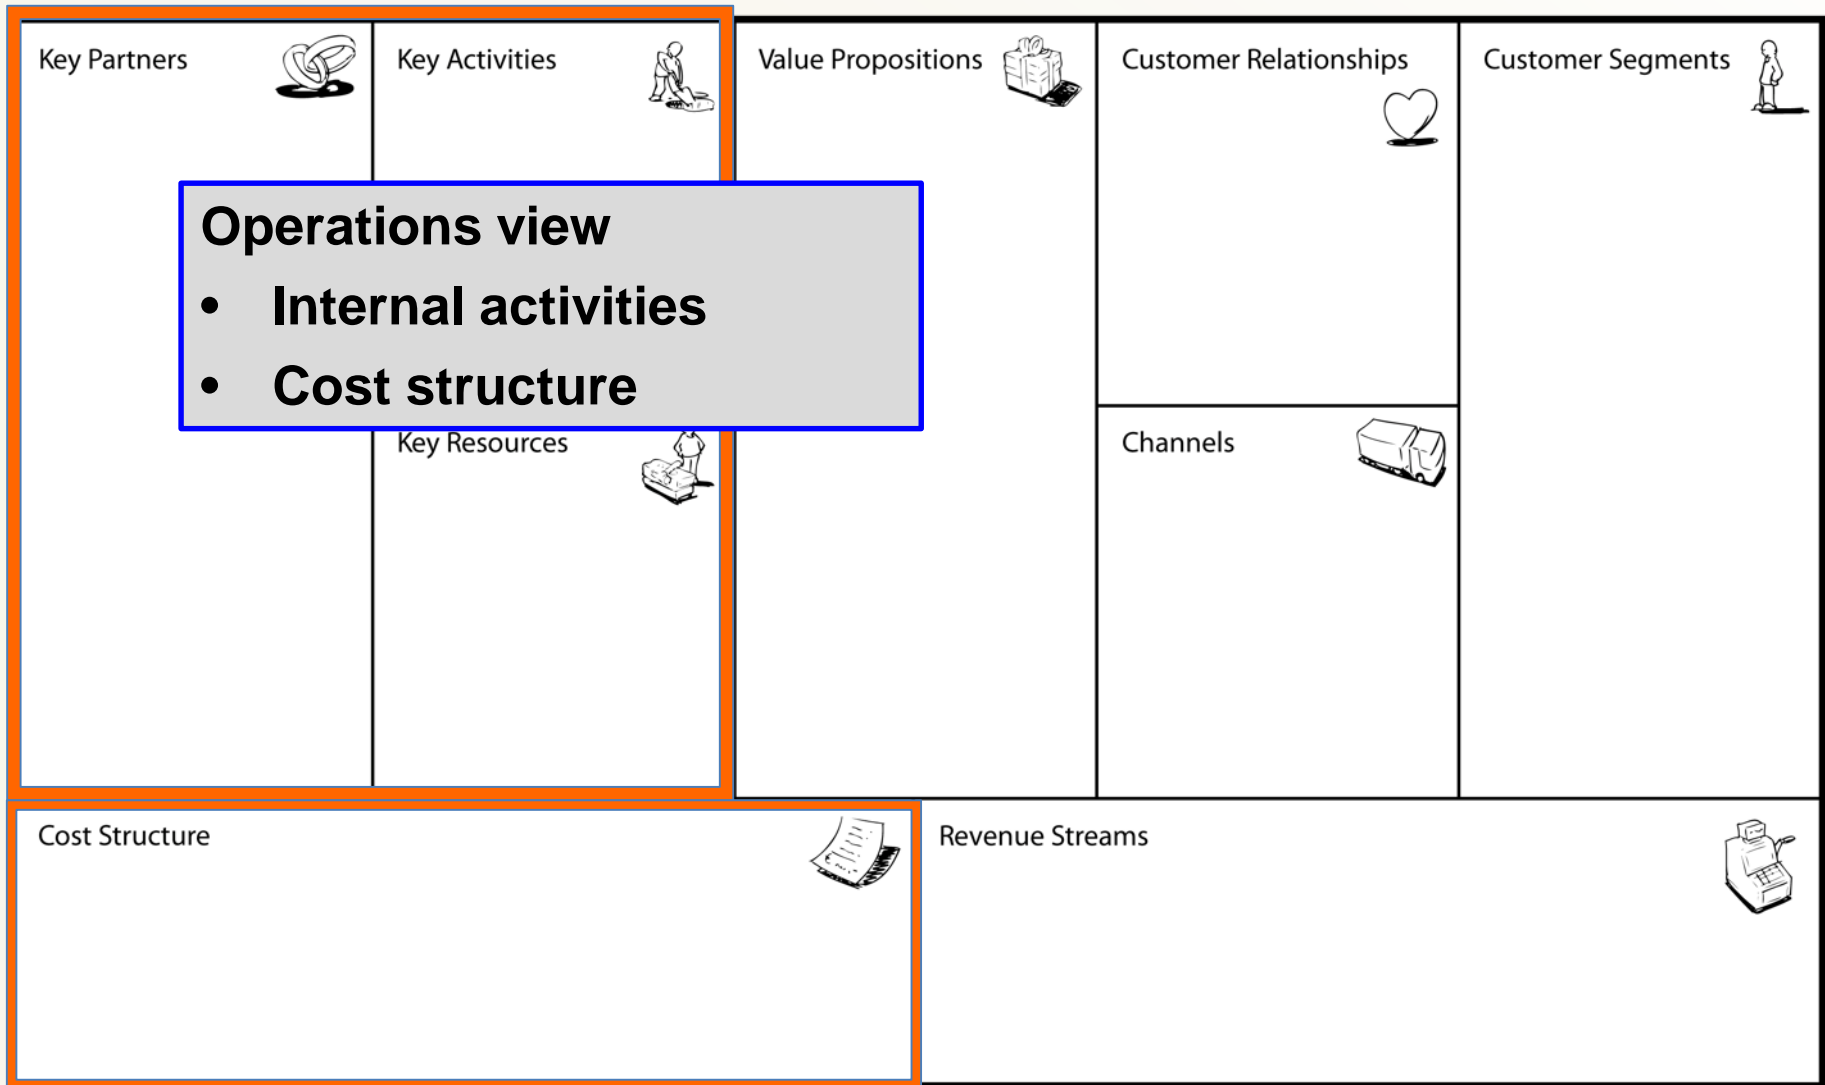 Key Partners
Key Activities
Value Propositions
Customer Relationships
Customer Segments
Operations view
• Internal activities
• Cost structure
Key Resources
Channels
Cost Structure
Revenue Streams